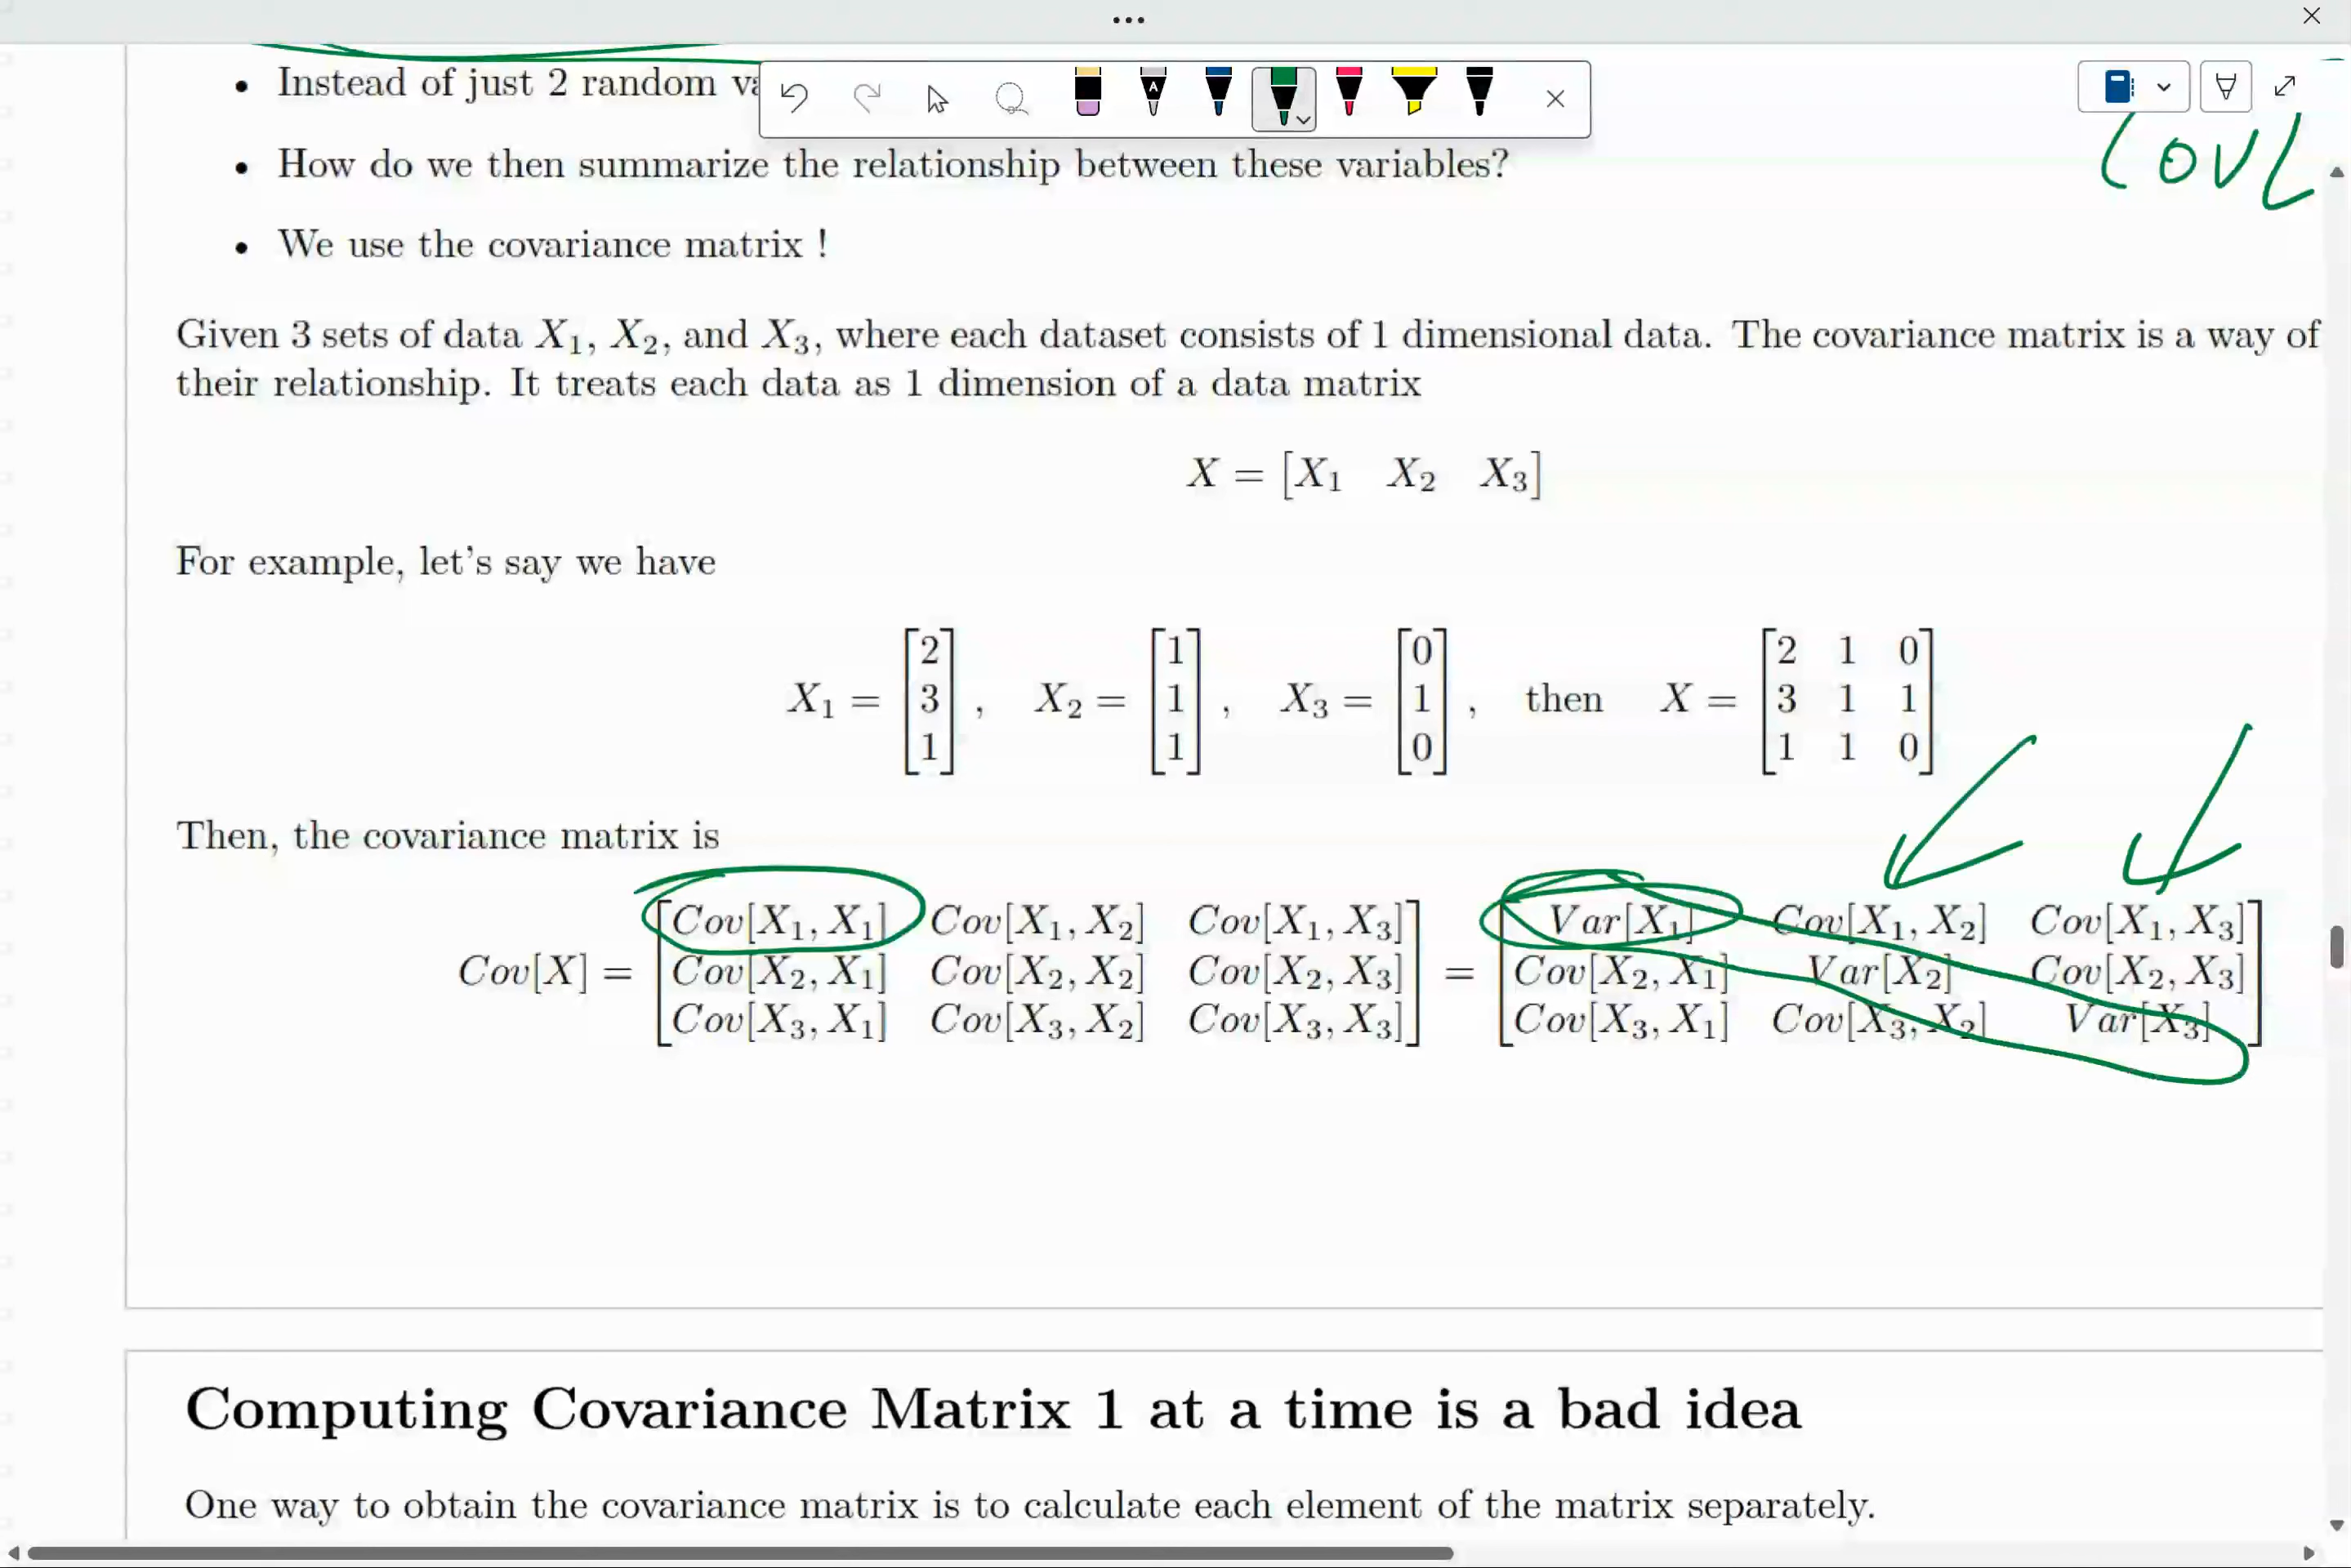 • Instead of just 2 random va
• How do we then summarize the relationship between these variables?
COV
• We use the covariance matrix !
Given 3 sets of data X₁, X₂, and X₃, where each dataset consists of 1 dimensional data. The covariance matrix is a way of
their relationship. It treats each data as 1 dimension of a data matrix
X = [X₁ X₂ X₃]
For example, let's say we have
X₁ = [2 3 1], X₂ = [1 1 1], X₃ = [0 1 0], then X = [2 1 0; 3 1 1; 1 1 0]
Then, the covariance matrix is
Cov[X] = [Cov[X₁, X₁] Cov[X₁, X₂] Cov[X₁, X₃]; Cov[X₂, X₁] Cov[X₂, X₂] Cov[X₂, X₃]; Cov[X₃, X₁] Cov[X₃, X₂] Cov[X₃, X₃]] = [Var[X₁] Cov[X₁, X₂] Cov[X₁, X₃]; Cov[X₂, X₁] Var[X₂] Cov[X₂, X₃]; Cov[X₃, X₁] Cov[X₃, X₂] Var[X₃]]
Computing Covariance Matrix 1 at a time is a bad idea
One way to obtain the covariance matrix is to calculate each element of the matrix separately.